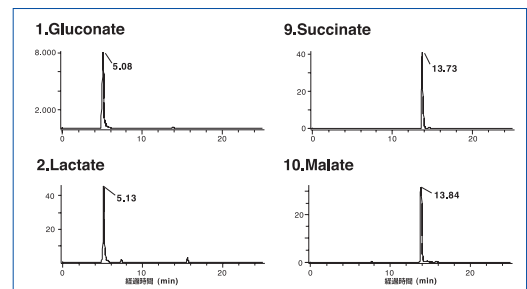 1.Gluconate
8.000
5.08
2.000
0 10 20
9.Succinate
40
13.73
20
0
0 10 20
2.Lactate
40
5.13
20
0 10 20
経過時間 (min)
10.Malate
13.84
20
0
0 10 20
経過時間 (min)